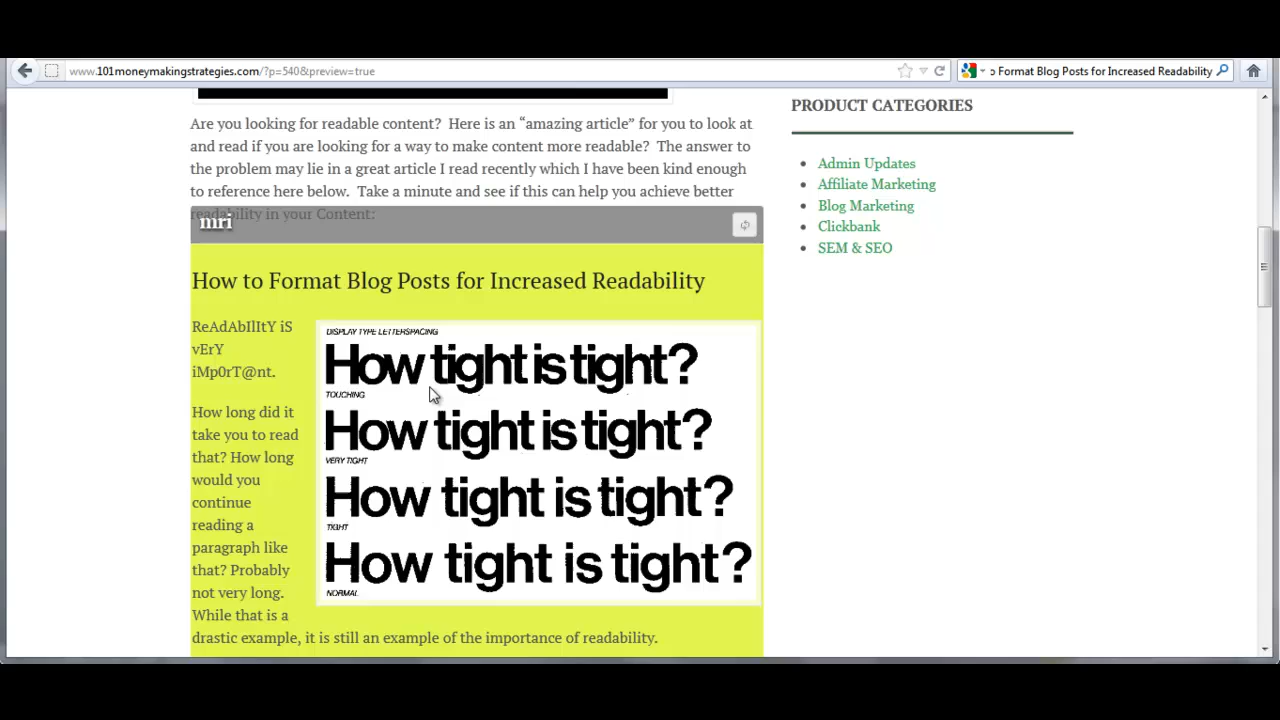 www.101moneymakingstrategies.com/?p=540&preview=true
Format Blog Posts for Increased Readability
PRODUCT CATEGORIES
Admin Updates
Affiliate Marketing
Blog Marketing
Clickbank
SEM & SEO
Are you looking for readable content? Here is an “amazing article” for you to look at
and read if you are looking for a way to make content more readable? The answer to
the problem may lie in a great article I read recently which I have been kind enough
to reference here below. Take a minute and see if this can help you achieve better
readability in your Content:
mri
How to Format Blog Posts for Increased Readability
ReAdAbIlItY iS
vErY
iMp0rT@nt.
How long did it
take you to read
that? How long
would you
continue
reading a
paragraph like
that? Probably
not very long.
While that is a
drastic example, it is still an example of the importance of readability.
DISPLAY TYPE LETTERSPACING
How tight is tight?
TOUCHING
How tight is tight?
VERY TIGHT
How tight is tight?
TIGHT
How tight is tight?
NORMAL